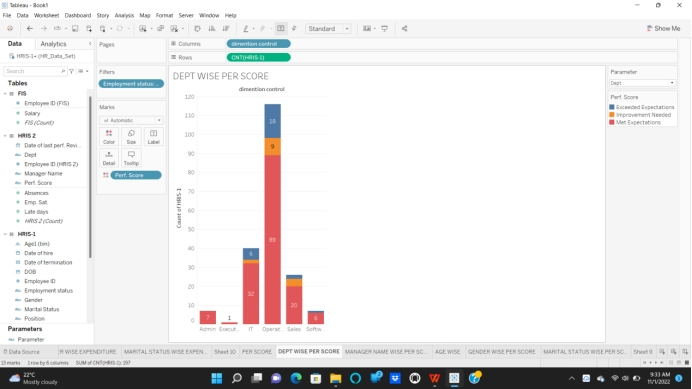 Tableau - Book1
File Data Worksheet Dashboard Story Analysis Map Format Server Window Help
Standard
Show Me
Data Analytics
HRIS-1+ (HR_Data_Set)
Search
Tables
FIS
Employee ID (FIS)
Salary
FIS (Count)
HRIS 2
Date of last perf. Revi...
Dept
Employee ID (HRIS 2)
Manager Name
Perf. Score
Absences
Emp. Sat.
Late days
HRIS 2 (Count)
HRIS-1
Age1 (bin)
Date of hire
Date of termination
DOB
Employee ID
Employment status
Gender
Marital Status
Position
Parameters
Parameter
Pages
Filters
Employment status: ...
Marks
Automatic
Color Size Label
Detail Tooltip
Perf. Score
Columns dimention control
Rows CNT(HRIS-1)
DEPT WISE PER SCORE
dimention control
Count of HRIS-1
120
110
100
90
80
70
60
50
40
30
20
10
0
7
1
6
32
18
9
89
20
6
Admin Execut. IT Operat. Sales Softw..
Parameter
Dept
Perf. Score
Exceeded Expectations
Improvement Needed
Met Expectations
Data Source R WISE EXPENDITURE MARITAL STATUS WISE EXPEN... Sheet 10 PER SCORE DEPT WISE PER SCORE MANAGER NAME WISE PER SC... AGE WISE GENDER WISE PER SCORE MARITAL STATUS WISE PER SC... Sheet 9
13 marks 1 row by 6 columns SUM of CNT(HRIS-1): 197
22°C
Mostly cloudy
9:33 AM
11/1/2022